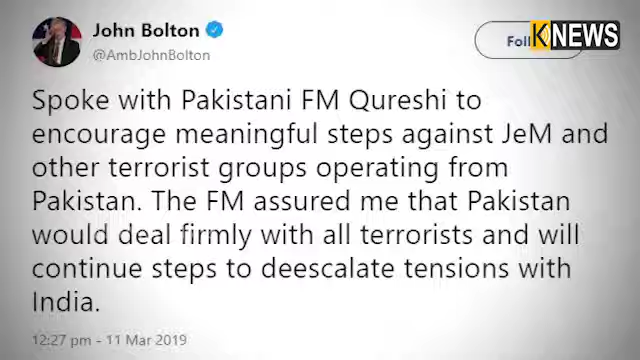 John Bolton
@AmbJohnBolton
Foll
K NEWS
Spoke with Pakistani FM Qureshi to
encourage meaningful steps against JeM and
other terrorist groups operating from
Pakistan. The FM assured me that Pakistan
would deal firmly with all terrorists and will
continue steps to deescalate tensions with
India.
12:27 pm - 11 Mar 2019